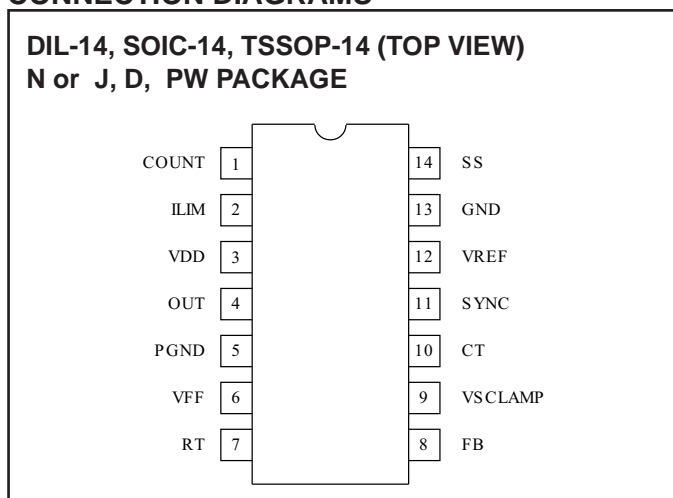 CONNECTION DIAGRAMS
DIL-14, SOIC-14, TSSOP-14 (TOP VIEW)
N or J, D, PW PACKAGE
COUNT 1 14 SS
ILIM 2 13 GND
VDD 3 12 VREF
OUT 4 11 SYNC
PGND 5 10 CT
VFF 6 9 VSCLAMP
RT 7 8 FB